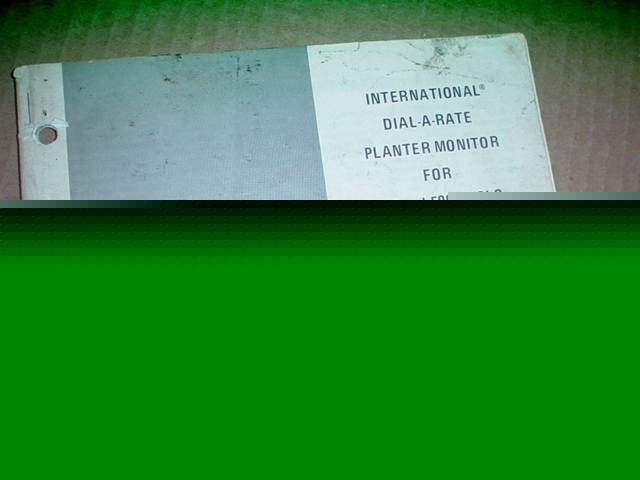 INTERNATIONAL®
DIAL-A-RATE
PLANTER MONITOR
FOR